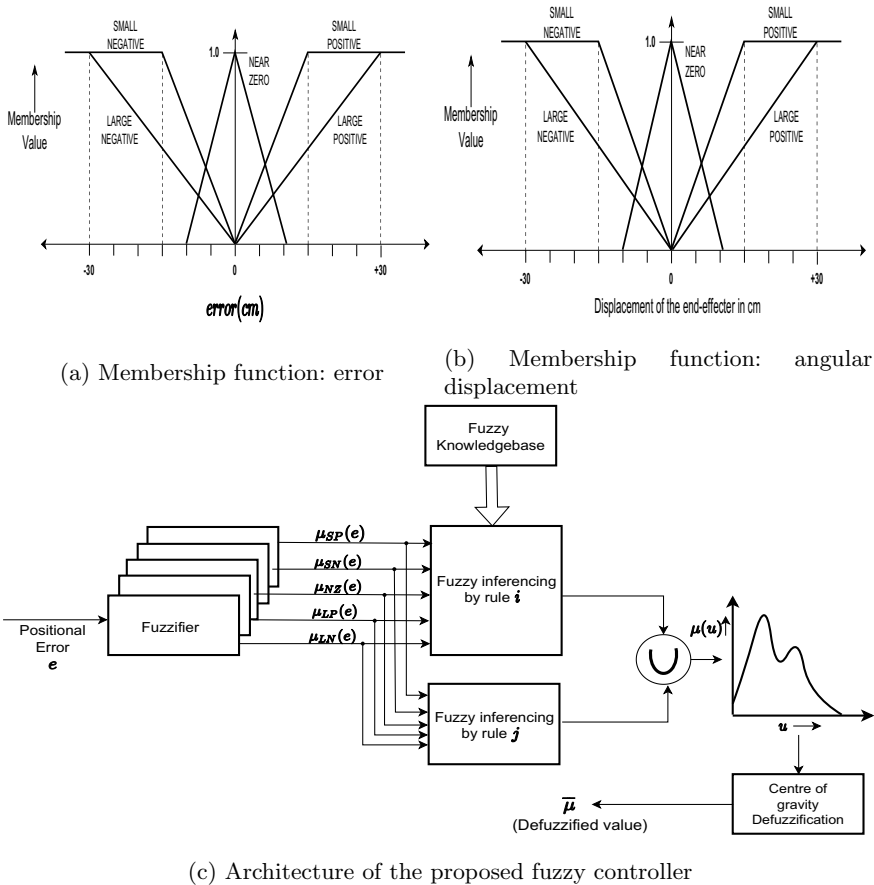 SMALL
NEGATIVE
SMALL
POSITIVE
1.0
NEAR
ZERO
Membership
Value
LARGE
NEGATIVE
LARGE
POSITIVE
-30
0
+30
error(cm)
(a) Membership function: error
SMALL
NEGATIVE
SMALL
POSITIVE
1.0
NEAR
ZERO
Membership
Value
LARGE
NEGATIVE
LARGE
POSITIVE
-30
0
+30
Displacement of the end-effecter in cm
(b) Membership function: angular
displacement
Fuzzy
Knowledgebase
μSP(e)
μSN(e)
μNZ(e)
μLP(e)
μLN(e)
Fuzzifier
Positional
Error
e
Fuzzy inferencing
by rule i
Fuzzy inferencing
by rule j
∪
μ(u)
u
Centre of
gravity
Defuzzification
μ̅
(Defuzzified value)
(c) Architecture of the proposed fuzzy controller